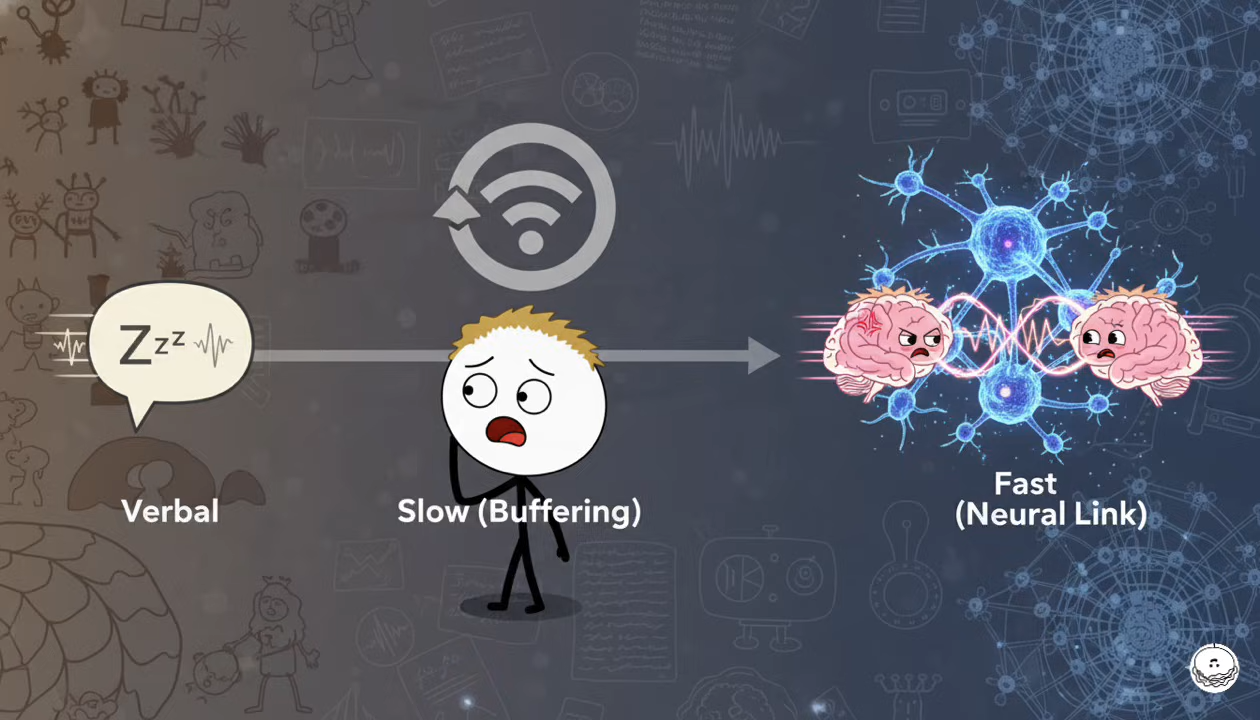 Zzz
Verbal
Slow (Buffering)
Fast
(Neural Link)